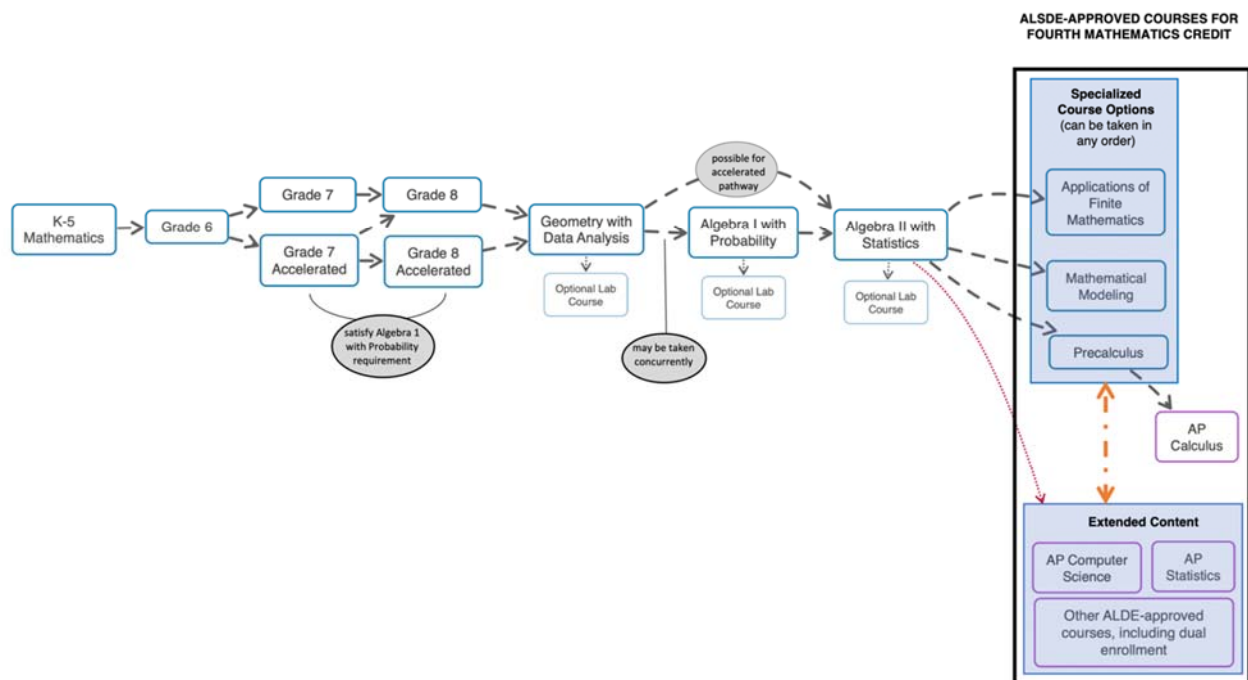 ALSDE-APPROVED COURSES FOR
FOURTH MATHEMATICS CREDIT
Specialized
Course Options
(can be taken in
any order)
possible for
accelerated
pathway
K-5
Mathematics
Grade 6
Grade 7
Grade 8
Grade 7
Accelerated
Grade 8
Accelerated
Geometry with
Data Analysis
Algebra I with
Probability
Algebra II with
Statistics
Applications of
Finite
Mathematics
Mathematical
Modeling
Precalculus
Optional Lab
Course
Optional Lab
Course
Optional Lab
Course
satisfy Algebra 1
with Probability
requirement
may be taken
concurrently
AP
Calculus
Extended Content
AP Computer
Science
AP
Statistics
Other ALDE-approved
courses, including dual
enrollment